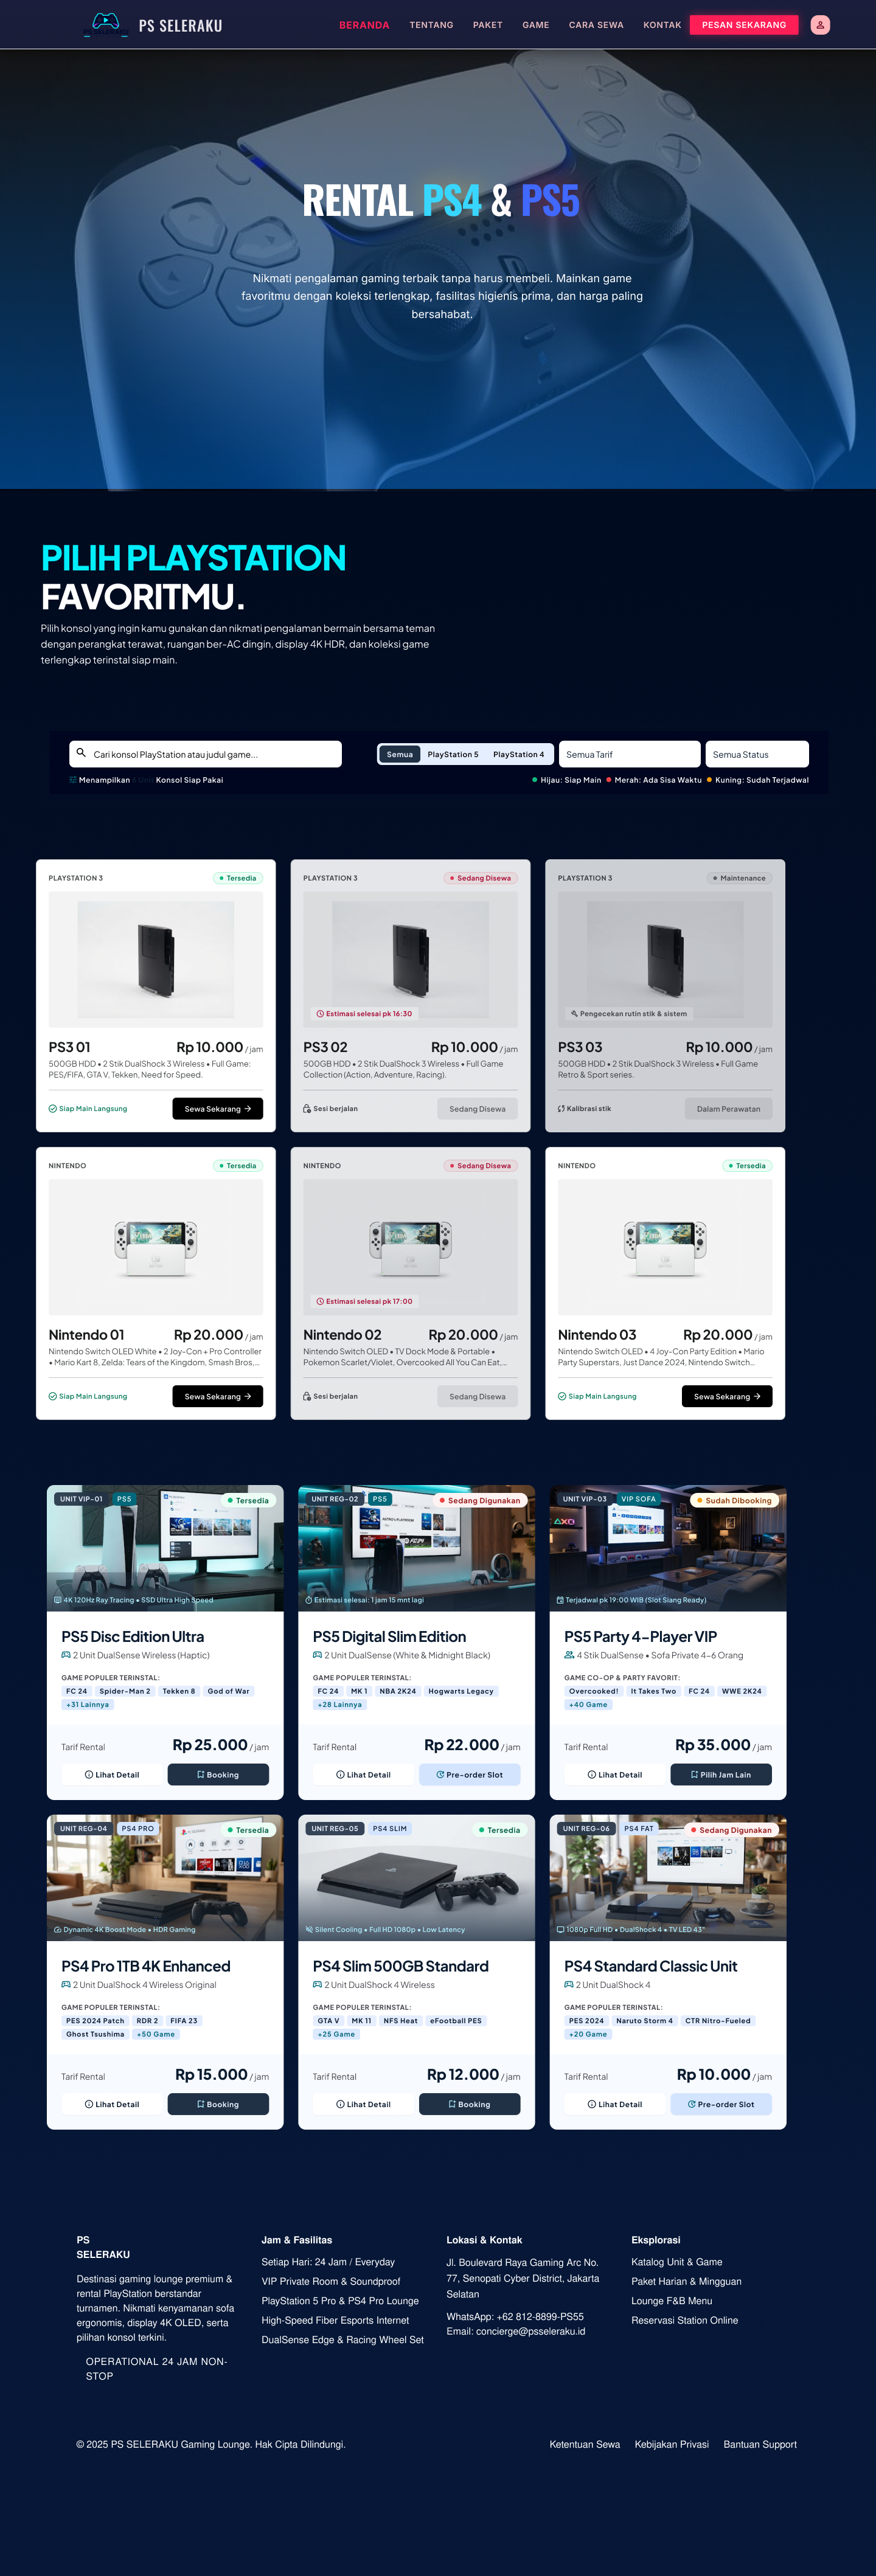 PS SELERAKU
BERANDA TENTANG PAKET GAME CARA SEWA KONTAK PESAN SEKARANG
RENTAL PS4 & PS5
Nikmati pengalaman gaming terbaik tanpa harus membeli. Mainkan game
favoritmu dengan koleksi terlengkap, fasilitas higienis prima, dan harga paling
bersahabat.
PILIH PLAYSTATION
FAVORITMU.
Pilih konsol yang ingin kamu gunakan dan nikmati pengalaman bermain bersama teman
dengan perangkat terawat, ruangan ber-AC dingin, display 4K HDR, dan koleksi game
terlengkap terinstal siap main.
Cari konsol PlayStation atau judul game...
Semua PlayStation 5 PlayStation 4 Semua Tarif Semua Status
Menampilkan Konsol Siap Pakai
Hijau: Siap Main Merah: Ada Sisa Waktu Kuning: Sudah Terjadwal
PLAYSTATION 3 Tersedia
PS3 01 Rp 10.000 / jam
500GB HDD • 2 Stik DualShock 3 Wireless • Full Game:
PES/FIFA, GTA V, Tekken, Need for Speed.
Siap Main Langsung Sewa Sekarang
PLAYSTATION 3 Sedang Disewa
Estimasi selesai pk 16:30
PS3 02 Rp 10.000 / jam
500GB HDD • 2 Stik DualShock 3 Wireless • Full Game
Collection (Action, Adventure, Racing).
Sesi berjalan Sedang Disewa
PLAYSTATION 3 Maintenance
Pengecekan rutin stik & sistem
PS3 03 Rp 10.000 / jam
500GB HDD • 2 Stik DualShock 3 Wireless • Full Game
Retro & Sport series.
Kalibrasi stik Dalam Perawatan
NINTENDO Tersedia
Nintendo 01 Rp 20.000 / jam
Nintendo Switch OLED White • 2 Joy-Con + Pro Controller
• Mario Kart 8, Zelda: Tears of the Kingdom, Smash Bros,...
Siap Main Langsung Sewa Sekarang
NINTENDO Sedang Disewa
Estimasi selesai pk 17:00
Nintendo 02 Rp 20.000 / jam
Nintendo Switch OLED • TV Dock Mode & Portable •
Pokemon Scarlet/Violet, Overcooked All You Can Eat,...
Sesi berjalan Sedang Disewa
NINTENDO Tersedia
Nintendo 03 Rp 20.000 / jam
Nintendo Switch OLED • 4 Joy-Con Party Edition • Mario
Party Superstars, Just Dance 2024, Nintendo Switch...
Siap Main Langsung Sewa Sekarang
UNIT VIP-01 PS5 Tersedia
4K 120Hz Ray Tracing • SSD Ultra High Speed
PS5 Disc Edition Ultra
2 Unit DualSense Wireless (Haptic)
GAME POPULER TERINSTAL:
FC 24 Spider-Man 2 Tekken 8 God of War
+31 Lainnya
Tarif Rental Rp 25.000 / jam
Lihat Detail Booking
UNIT REG-02 PS5 Sedang Digunakan
Estimasi selesai: 1 jam 15 mnt lagi
PS5 Digital Slim Edition
2 Unit DualSense (White & Midnight Black)
GAME POPULER TERINSTAL:
FC 24 MK 1 NBA 2K24 Hogwarts Legacy
+28 Lainnya
Tarif Rental Rp 22.000 / jam
Lihat Detail Pre-order Slot
UNIT VIP-03 VIP SOFA Sudah Dibooking
Terjadwal pk 19:00 WIB (Slot Siang Ready)
PS5 Party 4-Player VIP
4 Stik DualSense • Sofa Private 4-6 Orang
GAME CO-OP & PARTY FAVORIT:
Overcooked! It Takes Two FC 24 WWE 2K24
+40 Game
Tarif Rental Rp 35.000 / jam
Lihat Detail Pilih Jam Lain
UNIT REG-04 PS4 PRO Tersedia
Dynamic 4K Boost Mode • HDR Gaming
PS4 Pro 1TB 4K Enhanced
2 Unit DualShock 4 Wireless Original
GAME POPULER TERINSTAL:
PES 2024 Patch RDR 2 FIFA 23
Ghost Tsushima +50 Game
Tarif Rental Rp 15.000 / jam
Lihat Detail Booking
UNIT REG-05 PS4 SLIM Tersedia
Silent Cooling • Full HD 1080p • Low Latency
PS4 Slim 500GB Standard
2 Unit DualShock 4 Wireless
GAME POPULER TERINSTAL:
GTA V MK 11 NFS Heat eFootball PES
+25 Game
Tarif Rental Rp 12.000 / jam
Lihat Detail Booking
UNIT REG-06 PS4 FAT Sedang Digunakan
1080p Full HD • DualShock 4 • TV LED 43"
PS4 Standard Classic Unit
2 Unit DualShock 4
GAME POPULER TERINSTAL:
PES 2024 Naruto Storm 4 CTR Nitro-Fueled
+20 Game
Tarif Rental Rp 10.000 / jam
Lihat Detail Pre-order Slot
PS
SELERAKU
Destinasi gaming lounge premium &
rental PlayStation berstandar
turnamen. Nikmati kenyamanan sofa
ergonomis, display 4K OLED, serta
pilihan konsol terkini.
OPERATIONAL 24 JAM NON-
STOP
Jam & Fasilitas
Setiap Hari: 24 Jam / Everyday
VIP Private Room & Soundproof
PlayStation 5 Pro & PS4 Pro Lounge
High-Speed Fiber Esports Internet
DualSense Edge & Racing Wheel Set
Lokasi & Kontak
Jl. Boulevard Raya Gaming Arc No.
77, Senopati Cyber District, Jakarta
Selatan
WhatsApp: +62 812-8899-PS55
Email: concierge@psseleraku.id
Eksplorasi
Katalog Unit & Game
Paket Harian & Mingguan
Lounge F&B Menu
Reservasi Station Online
© 2025 PS SELERAKU Gaming Lounge. Hak Cipta Dilindungi.
Ketentuan Sewa Kebijakan Privasi Bantuan Support